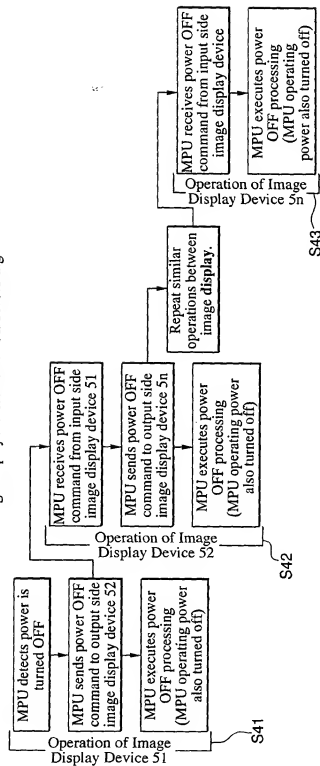 MPU detects power is
turned OFF
MPU sends power OFF
command to output side
image display device 52
MPU executes power
OFF processing
(MPU operating power
also turned off)
Operation of Image
Display Device 51
S41
MPU receives power OFF
command from input side
image display device 51
MPU sends power OFF
command to output side
image display device 5n
MPU executes power
OFF processing
(MPU operating power
also turned off)
Operation of Image
Display Device 52
S42
Repeat similar
operations between
image display.
MPU receives power OFF
command from input side
image display device
MPU executes power
OFF processing
(MPU operating
power also turned off)
Operation of Image
Display Device 5n
S43